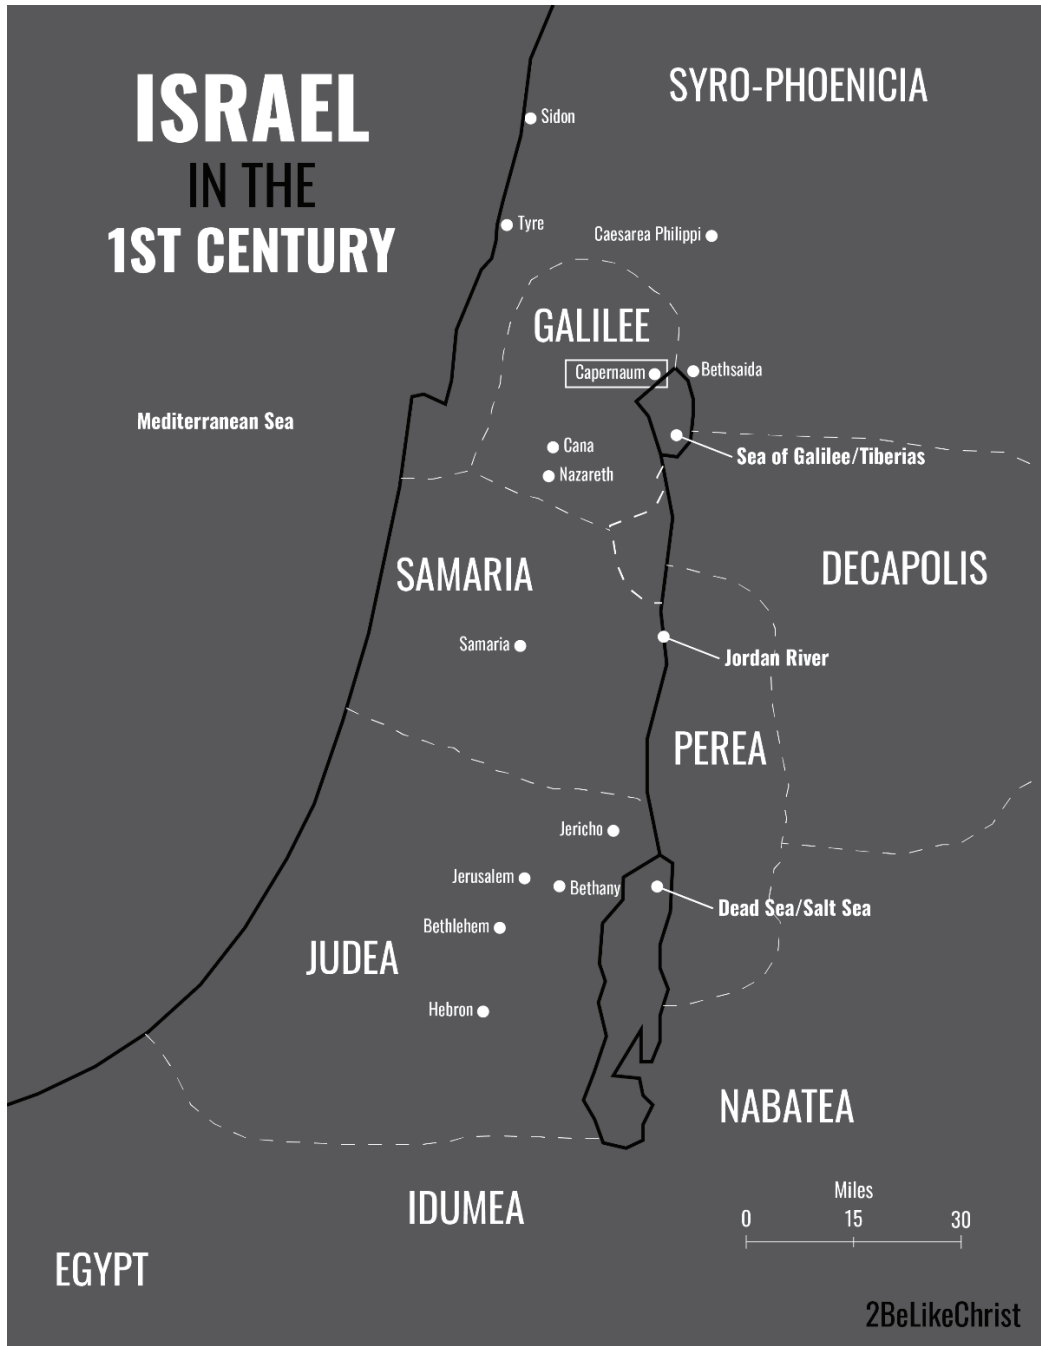 ISRAEL
IN THE
1ST CENTURY
SYRO-PHOENICIA
Sidon
Tyre
Caesarea Philippi
GALILEE
Capernaum
Bethsaida
Mediterranean Sea
Cana
Sea of Galilee/Tiberias
Nazareth
SAMARIA
DECAPOLIS
Samaria
Jordan River
PEREA
Jericho
Jerusalem
Bethany
Dead Sea/Salt Sea
Bethlehem
JUDEA
Hebron
NABATEA
IDUMEA
Miles
0 15 30
EGYPT
2BeLikeChrist